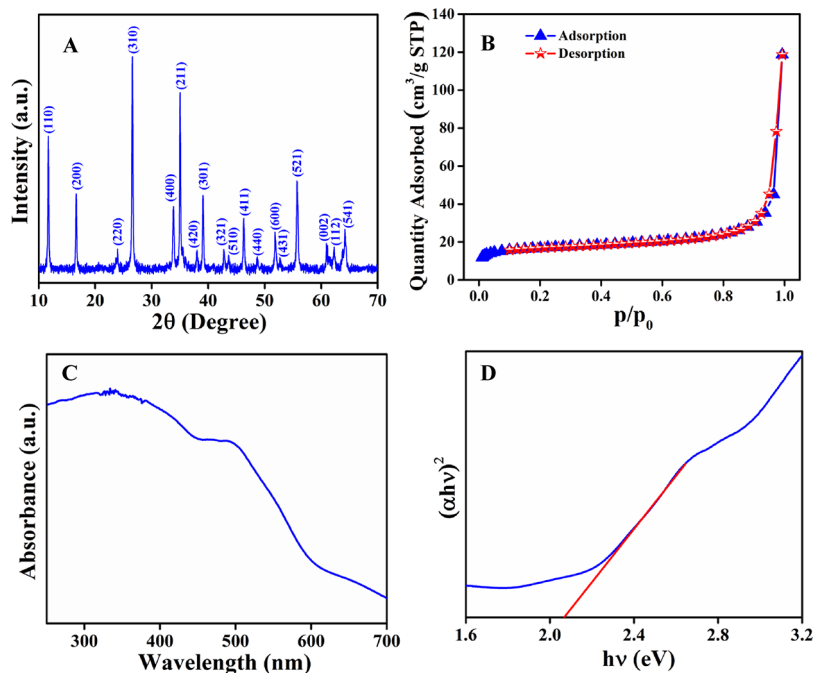 A
Intensity (a.u.)
(110)
(200)
(220)
(310)
(400)
(211)
(420)
(301)
(321)
(510)
(411)
(440)
(600)
(431)
(521)
(002)
(112)
(541)
10 20 30 40 50 60 70
2θ (Degree)
B
Adsorption
Desorption
Quantity Adsorbed (cm³/g STP)
140
120
100
80
60
40
20
0
0.0 0.2 0.4 0.6 0.8 1.0
p/p₀
C
Absorbance (a.u.)
300 400 500 600 700
Wavelength (nm)
D
(αhν)²
1.6 2.0 2.4 2.8 3.2
hν (eV)